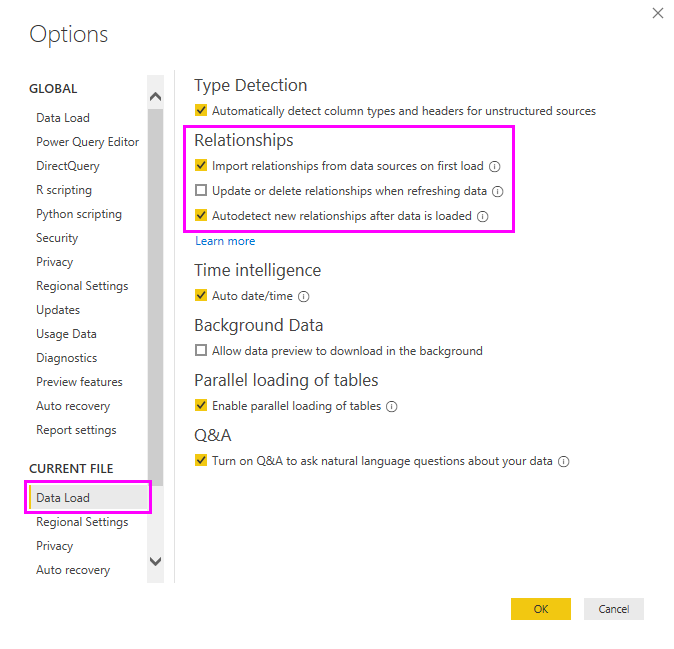 Options
GLOBAL
Data Load
Power Query Editor
DirectQuery
R scripting
Python scripting
Security
Privacy
Regional Settings
Updates
Usage Data
Diagnostics
Preview features
Auto recovery
Report settings
CURRENT FILE
Data Load
Regional Settings
Privacy
Auto recovery
Type Detection
Automatically detect column types and headers for unstructured sources
Relationships
Import relationships from data sources on first load
Update or delete relationships when refreshing data
Autodetect new relationships after data is loaded
Learn more
Time intelligence
Auto date/time
Background Data
Allow data preview to download in the background
Parallel loading of tables
Enable parallel loading of tables
Q&A
Turn on Q&A to ask natural language questions about your data
OK
Cancel